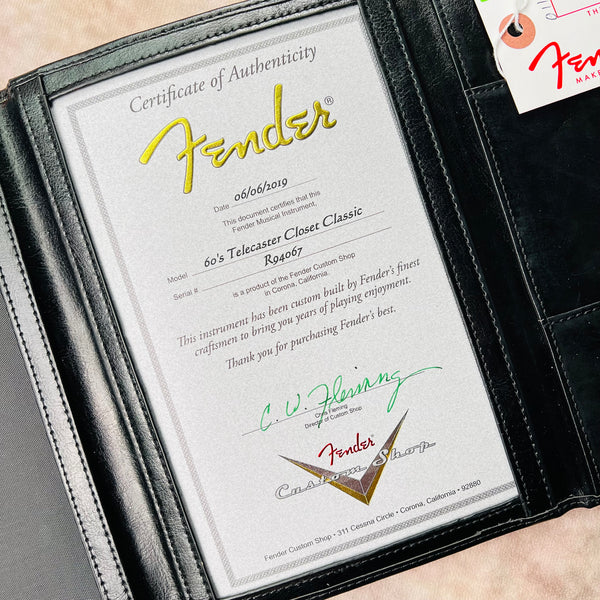 Certificate of Authenticity
Fender®
Date 06/06/2019
This document certifies that this
Fender Musical Instrument,
Model 60's Telecaster Closet Classic
Serial # R94067
is a product of the Fender Custom Shop
in Corona, California.
This instrument has been custom built by Fender's finest
craftsmen to bring you years of playing enjoyment.
Thank you for purchasing Fender's best.
C. W. Fleming
Chris Fleming
Director of Custom Shop
Fender
Custom Shop
Fender Custom Shop • 311 Cessna Circle • Corona, California • 92880
TH
Fen
MAKE